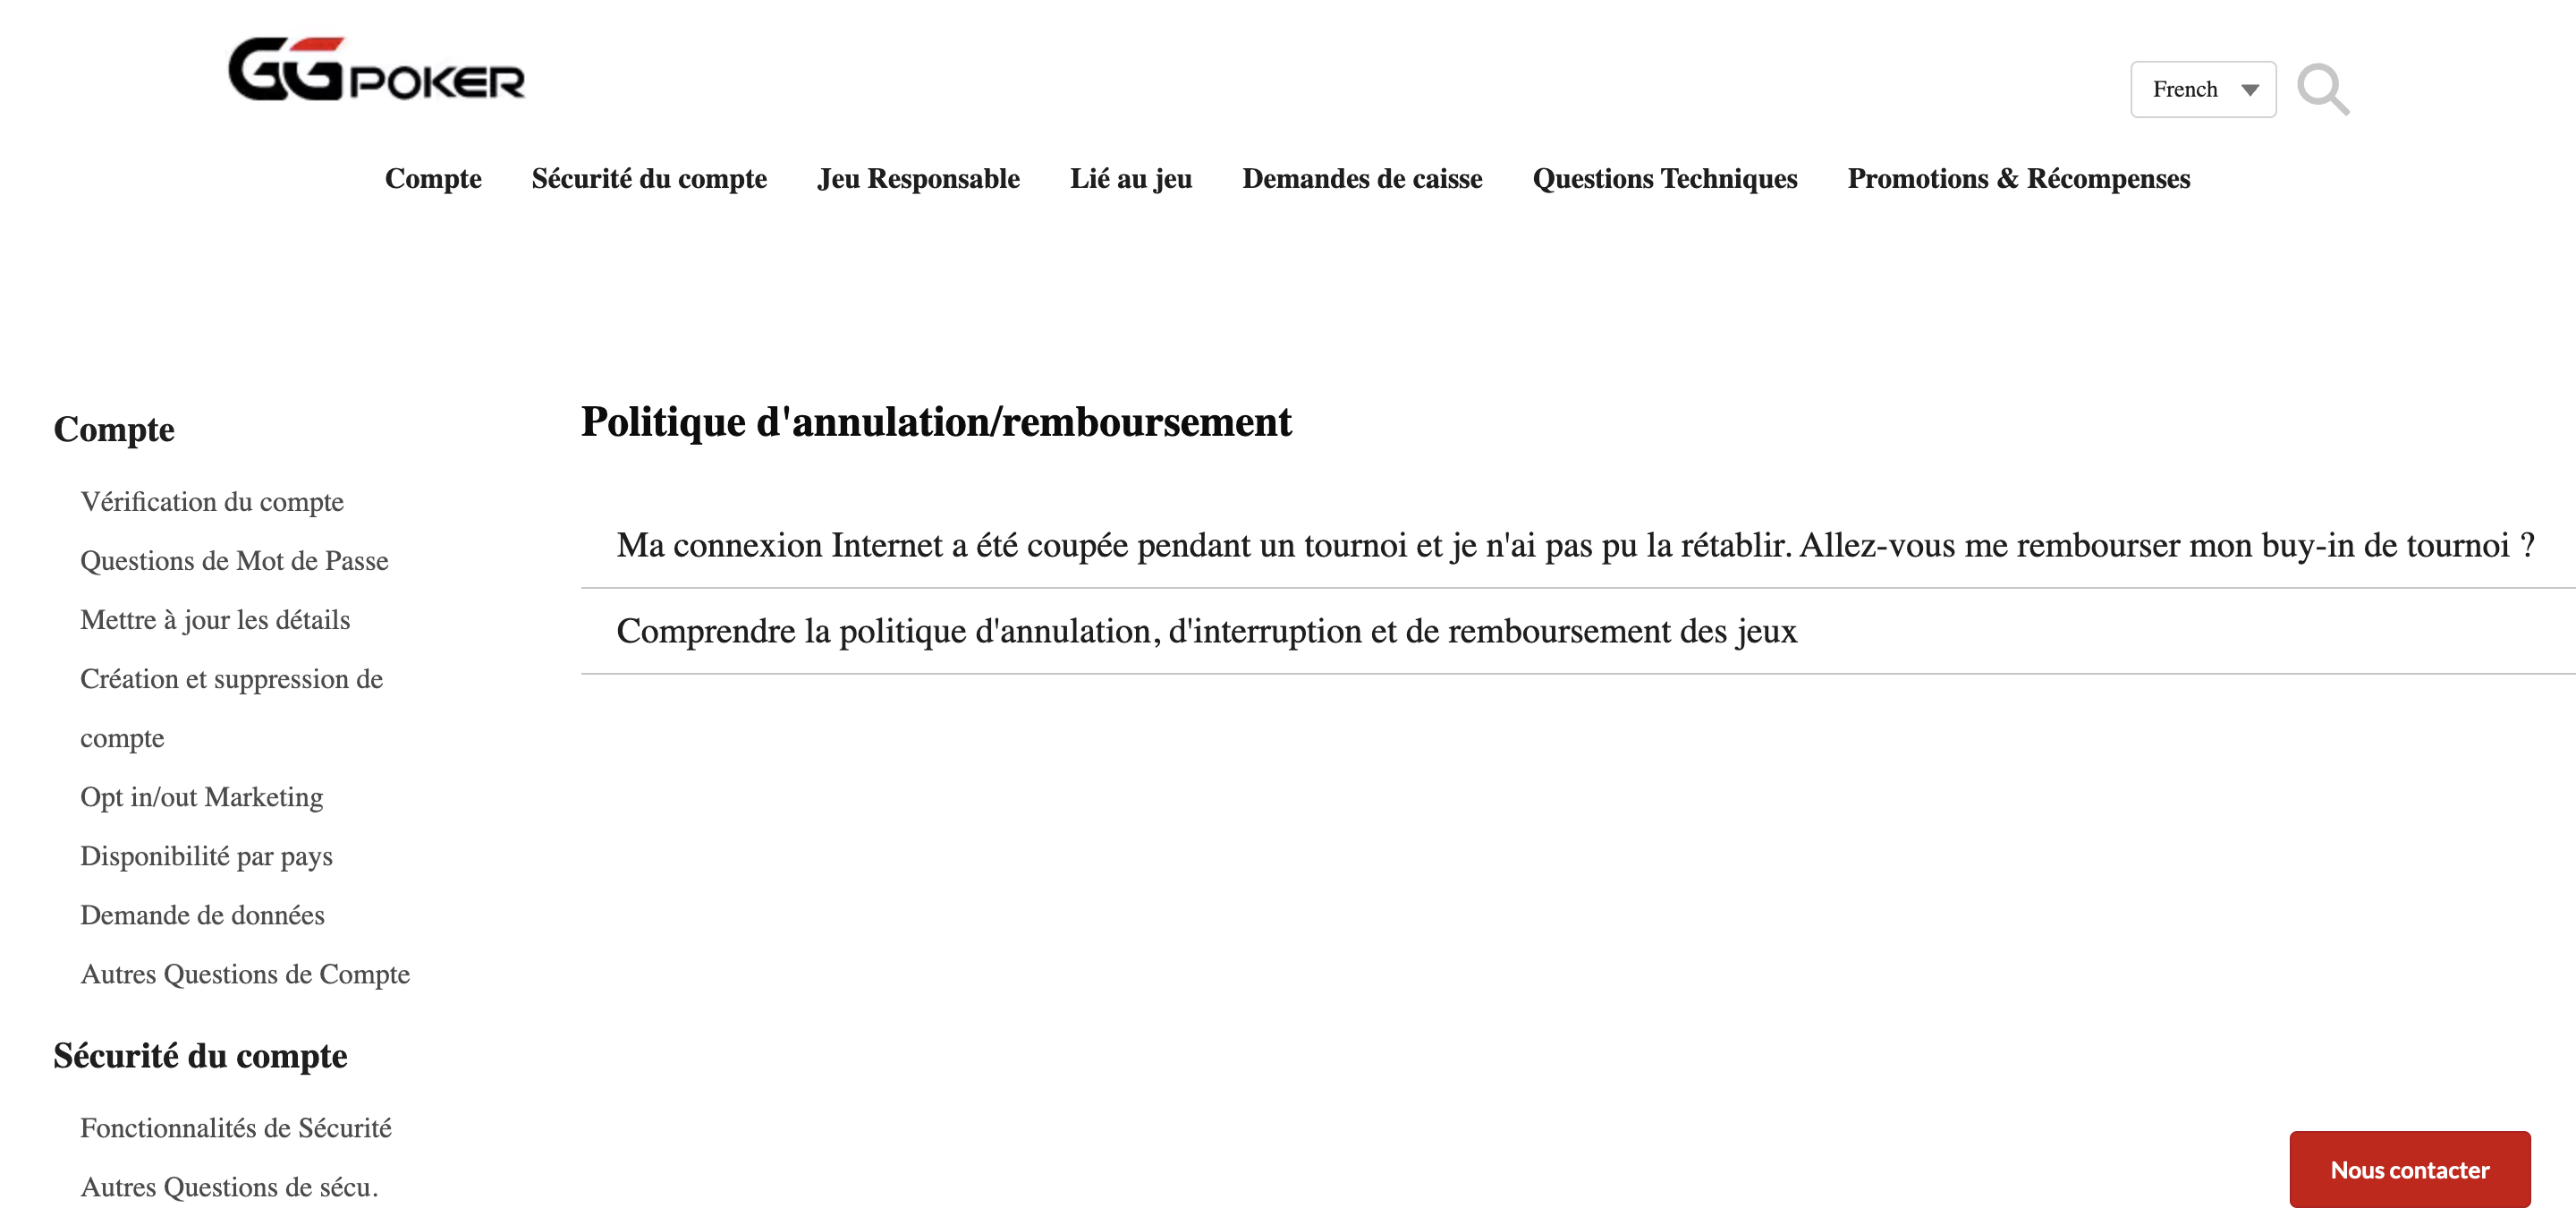 GGPOKER
French
Compte
Sécurité du compte
Jeu Responsable
Lié au jeu
Demandes de caisse
Questions Techniques
Promotions & Récompenses
Compte
Vérification du compte
Questions de Mot de Passe
Mettre à jour les détails
Création et suppression de
compte
Opt in/out Marketing
Disponibilité par pays
Demande de données
Autres Questions de Compte
Sécurité du compte
Fonctionnalités de Sécurité
Autres Questions de sécu.
Politique d'annulation/remboursement
Ma connexion Internet a été coupée pendant un tournoi et je n'ai pas pu la rétablir. Allez-vous me rembourser mon buy-in de tournoi ?
Comprendre la politique d'annulation, d'interruption et de remboursement des jeux
Nous contacter